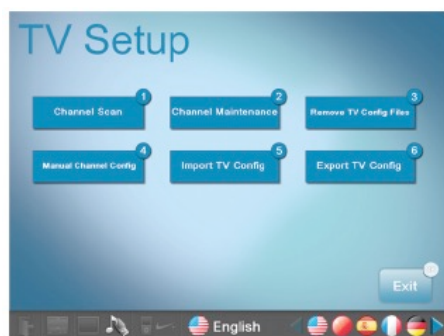 TV Setup
1 2 3
Channel Scan Channel Maintenance Remove TV Config Files
4 5 6
Manual Channel Config Import TV Config Export TV Config
Exit
English